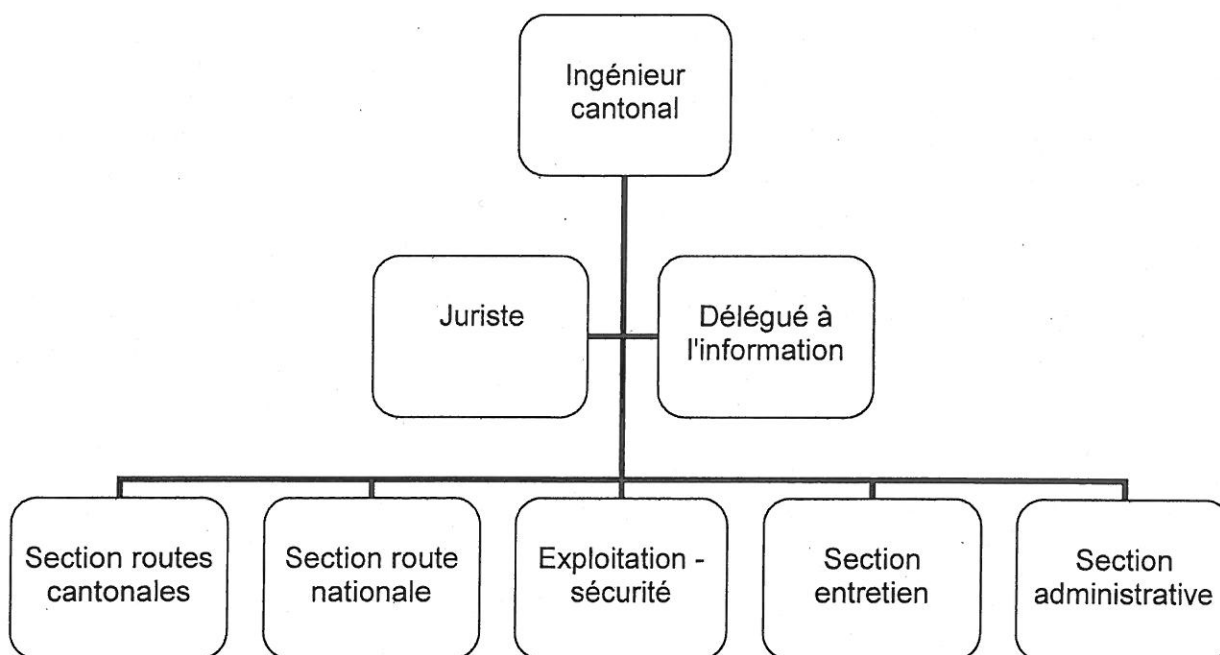 Ingénieur
cantonal
Juriste
Délégué à
l'information
Section routes
cantonales
Section route
nationale
Exploitation -
sécurité
Section
entretien
Section
administrative